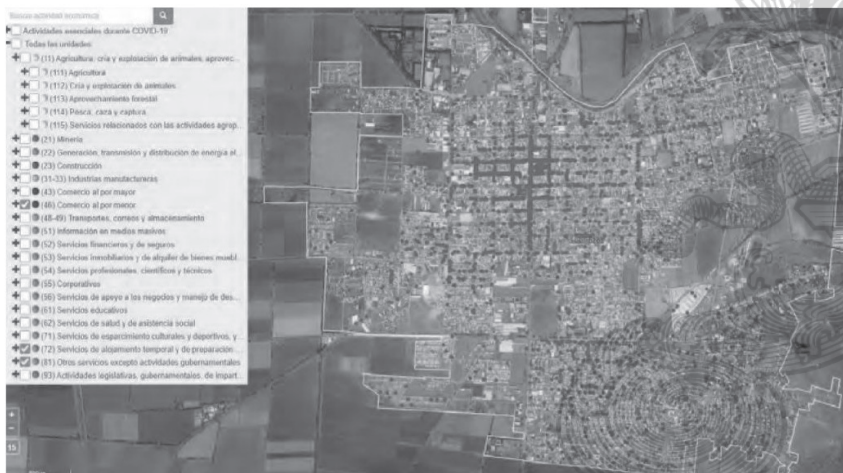 Buscar actividad económica
Actividades esenciales durante COVID-19
Todas las unidades
(11) Agricultura, cría y explotación de animales, aprovec...
(111) Agricultura
(112) Cría y explotación de animales
(113) Aprovechamiento forestal
(114) Pesca, caza y captura
(115) Servicios relacionados con las actividades agrop...
(21) Minería
(22) Generación, transmisión y distribución de energía el...
(23) Construcción
(31-33) Industrias manufactureras
(43) Comercio al por mayor
(46) Comercio al por menor
(48-49) Transportes, correos y almacenamiento
(51) Información en medios masivos
(52) Servicios financieros y de seguros
(53) Servicios inmobiliarios y de alquiler de bienes muebl...
(54) Servicios profesionales, científicos y técnicos
(55) Corporativos
(56) Servicios de apoyo a los negocios y manejo de des...
(61) Servicios educativos
(62) Servicios de salud y de asistencia social
(71) Servicios de esparcimiento culturales y deportivos, y...
(72) Servicios de alojamiento temporal y de preparación...
(81) Otros servicios excepto actividades gubernamentales
(93) Actividades legislativas, gubernamentales, de impart...
+
−
15